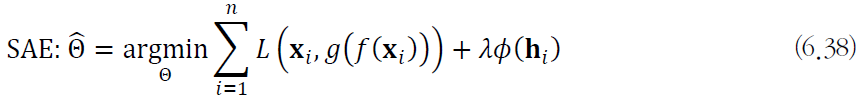 SAE: Θ̂ = argmin_Θ ∑_{i=1}^{n} L(𝐱_i, g(f(𝐱_i))) + λϕ(𝐡_i) (6.38)